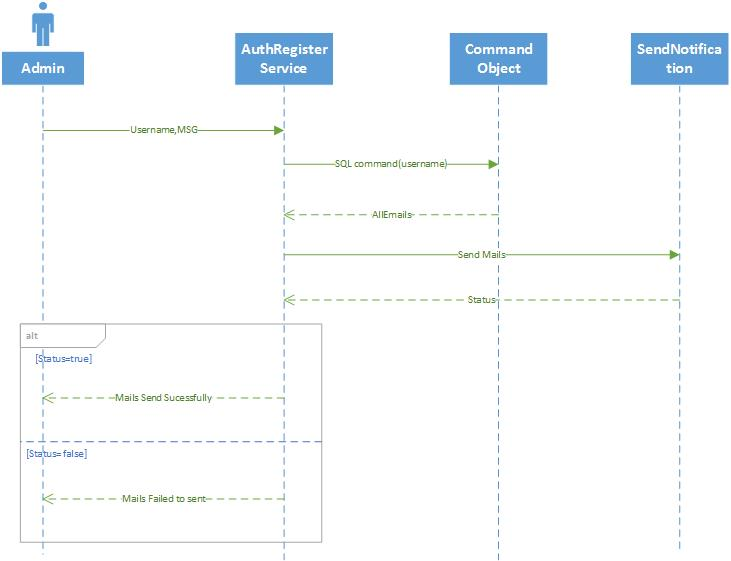 Admin
AuthRegister
Service
Command
Object
SendNotifica
tion
Username,MSG
SQL command(username)
AllEmails
Send Mails
Status
alt
[Status=true]
Mails Send Sucessfully
[Status=false]
Mails Failed to sent